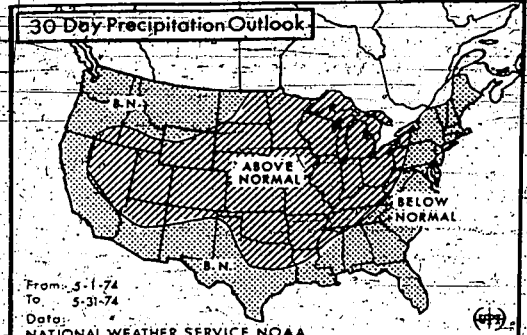 30 Day Precipitation Outlook
B.N.
ABOVE
NORMAL
BELOW
NORMAL
B.N.
From: 5-1-74
To 5-31-74
Data:
NATIONAL WEATHER SERVICE NOAA
UPI